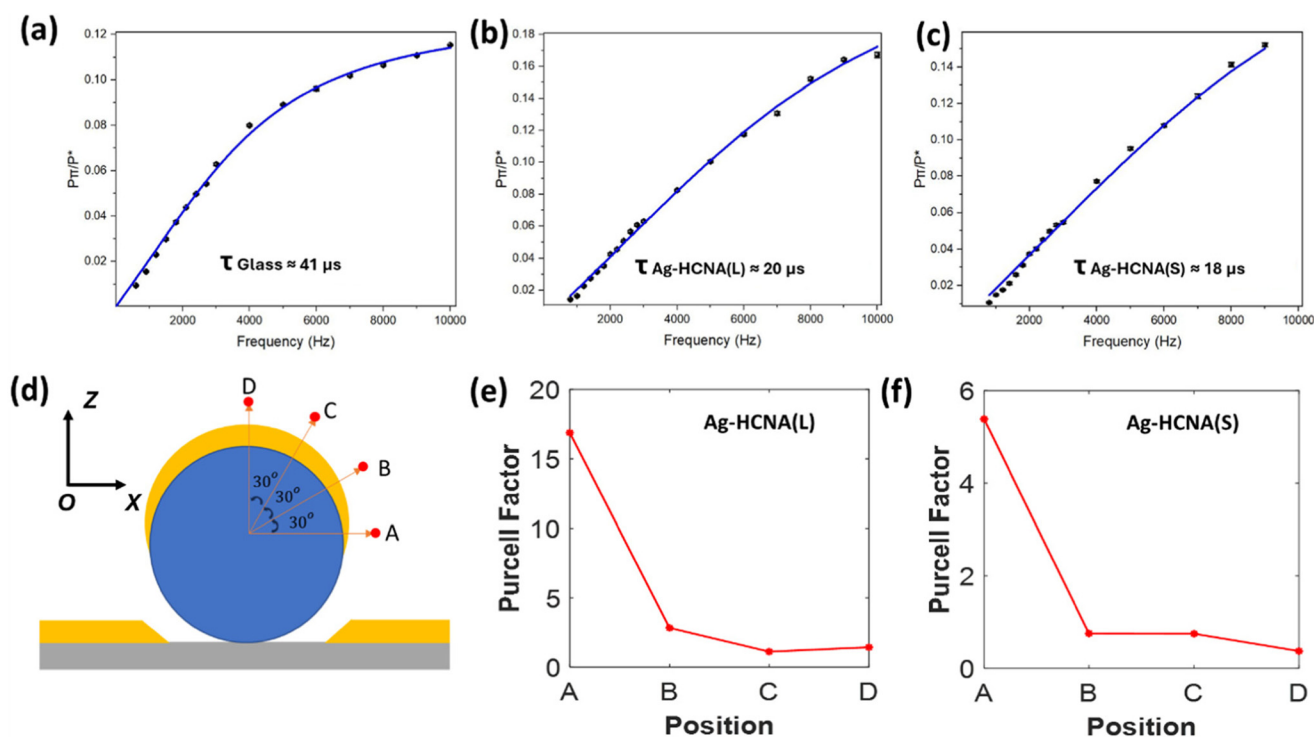 (a)
0.12
0.10
0.08
0.06
0.04
0.02
Pπ/P*
τ Glass ≈ 41 μs
2000 4000 6000 8000 10000
Frequency (Hz)
(b)
0.18
0.16
0.14
0.12
0.10
0.08
0.06
0.04
0.02
Pπ/P*
τ Ag-HCNA(L) ≈ 20 μs
2000 4000 6000 8000 10000
Frequency (Hz)
(c)
0.14
0.12
0.10
0.08
0.06
0.04
0.02
Pπ/P*
τ Ag-HCNA(S) ≈ 18 μs
2000 4000 6000 8000 10000
Frequency (Hz)
(d)
Z
O
X
D
C
B
A
30°
30°
30°
(e)
20
15
10
5
0
Purcell Factor
Ag-HCNA(L)
A B C D
Position
(f)
6
4
2
0
Purcell Factor
Ag-HCNA(S)
A B C D
Position